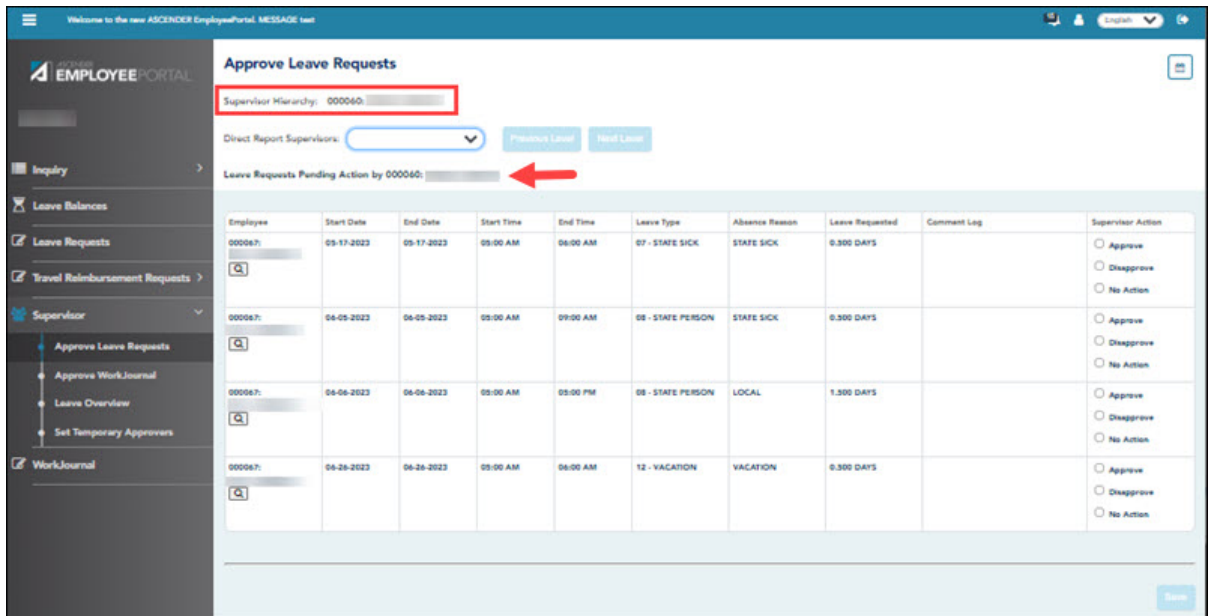 Welcome to the new ASCENDER EmployeePortal. MESSAGE test
English
ASCENDER
EMPLOYEEPORTAL
Inquiry
Leave Balances
Leave Requests
Travel Reimbursement Requests
Supervisor
Approve Leave Requests
Approve WorkJournal
Leave Overview
Set Temporary Approvers
WorkJournal
Approve Leave Requests
Supervisor Hierarchy: 000060:
Direct Report Supervisors:
Previous Level Next Level
Leave Requests Pending Action by 000060:
Employee Start Date End Date Start Time End Time Leave Type Absence Reason Leave Requested Comment Log Supervisor Action
000067: 05-17-2023 05-17-2023 05:00 AM 06:00 AM 07 - STATE SICK STATE SICK 0.500 DAYS Approve
Disapprove
No Action
000067: 06-05-2023 06-05-2023 05:00 AM 09:00 AM 08 - STATE PERSON STATE SICK 0.500 DAYS Approve
Disapprove
No Action
000067: 06-06-2023 06-06-2023 05:00 AM 05:00 PM 08 - STATE PERSON LOCAL 1.500 DAYS Approve
Disapprove
No Action
000067: 06-26-2023 06-26-2023 05:00 AM 06:00 AM 12 - VACATION VACATION 0.500 DAYS Approve
Disapprove
No Action
Save